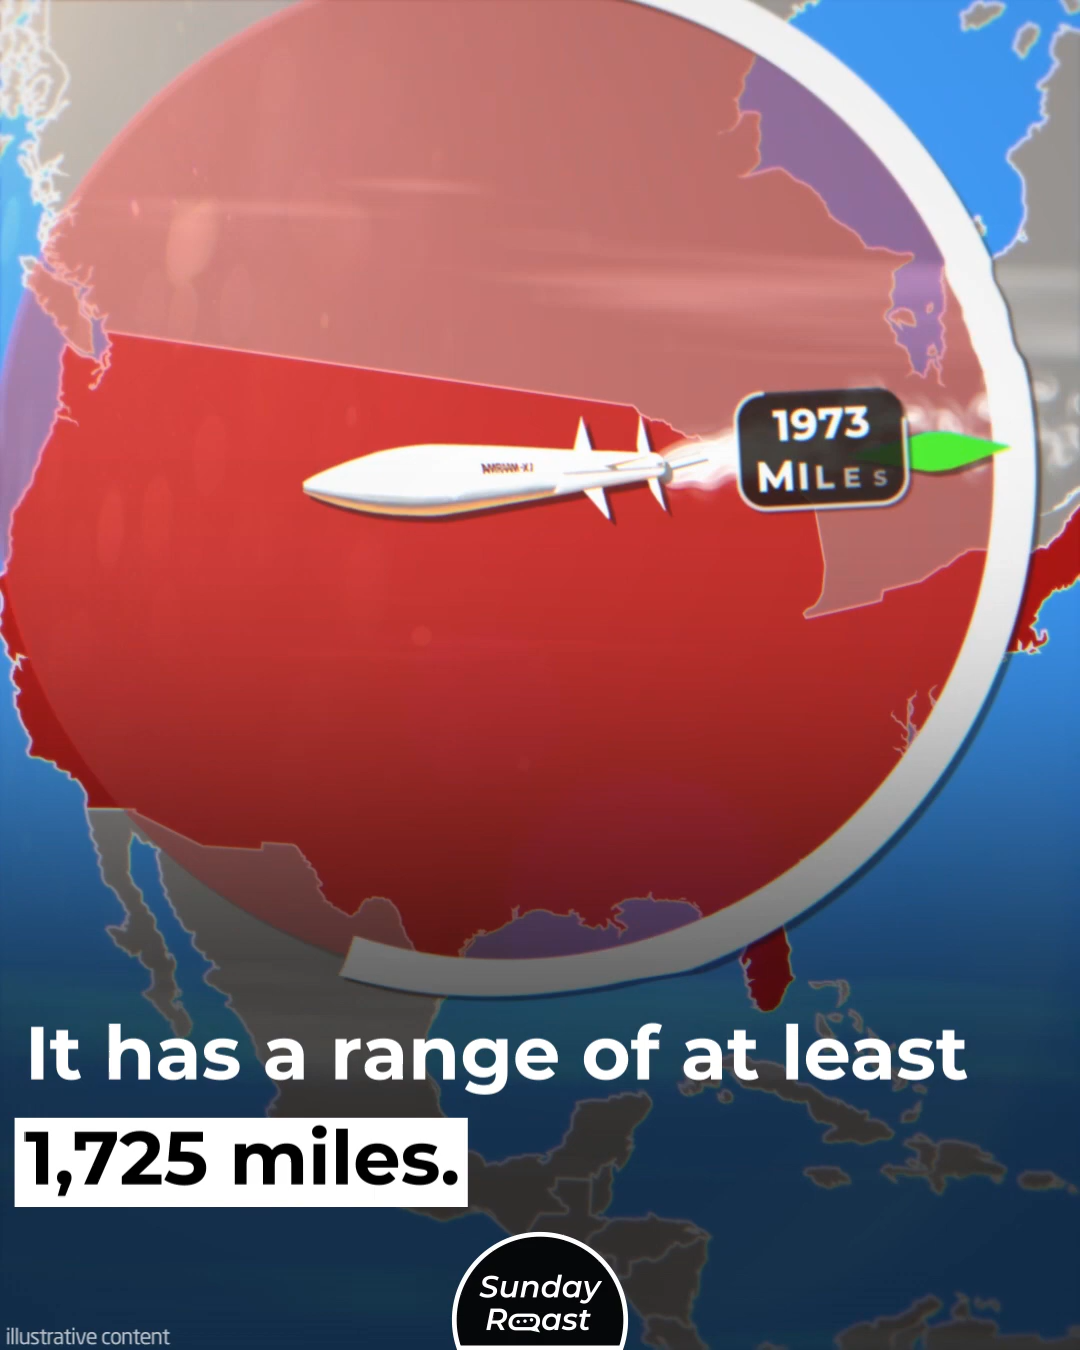 1973
MILES
It has a range of at least
1,725 miles.
Sunday
Roast
illustrative content